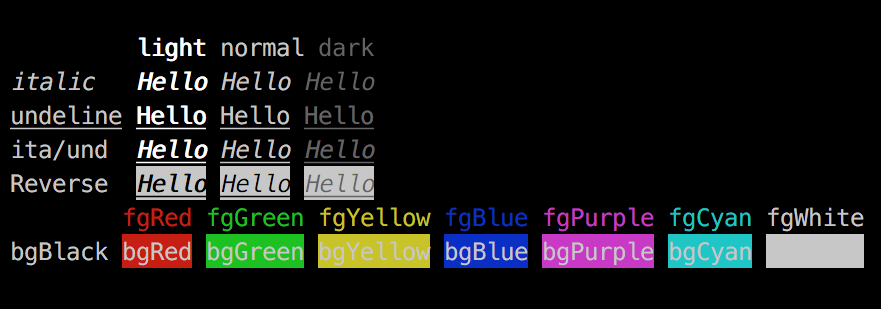 light normal dark
italic Hello Hello Hello
undeline Hello Hello Hello
ita/und Hello Hello Hello
Reverse Hello Hello Hello
fgRed fgGreen fgYellow fgBlue fgPurple fgCyan fgWhite
bgBlack bgRed bgGreen bgYellow bgBlue bgPurple bgCyan